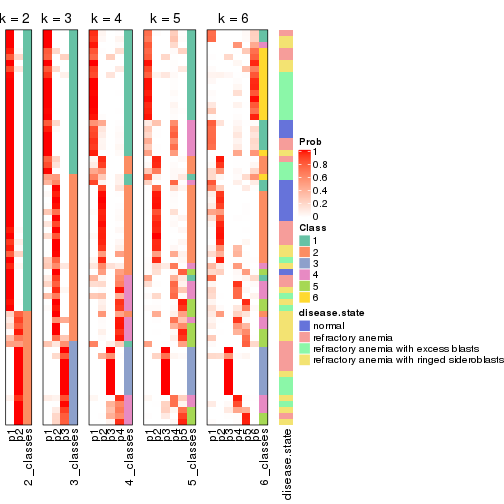 k = 2
k = 3
k = 4
k = 5
k = 6
Prob
1
0.8
0.6
0.4
0.2
0
Class
1
2
3
4
5
6
disease.state
normal
refractory anemia
refractory anemia with excess blasts
refractory anemia with ringed sideroblasts
p1
p2
2_classes
p1
p2
p3
3_classes
p1
p2
p3
p4
4_classes
p1
p2
p3
p4
p5
5_classes
p1
p2
p3
p4
p5
p6
6_classes
disease.state